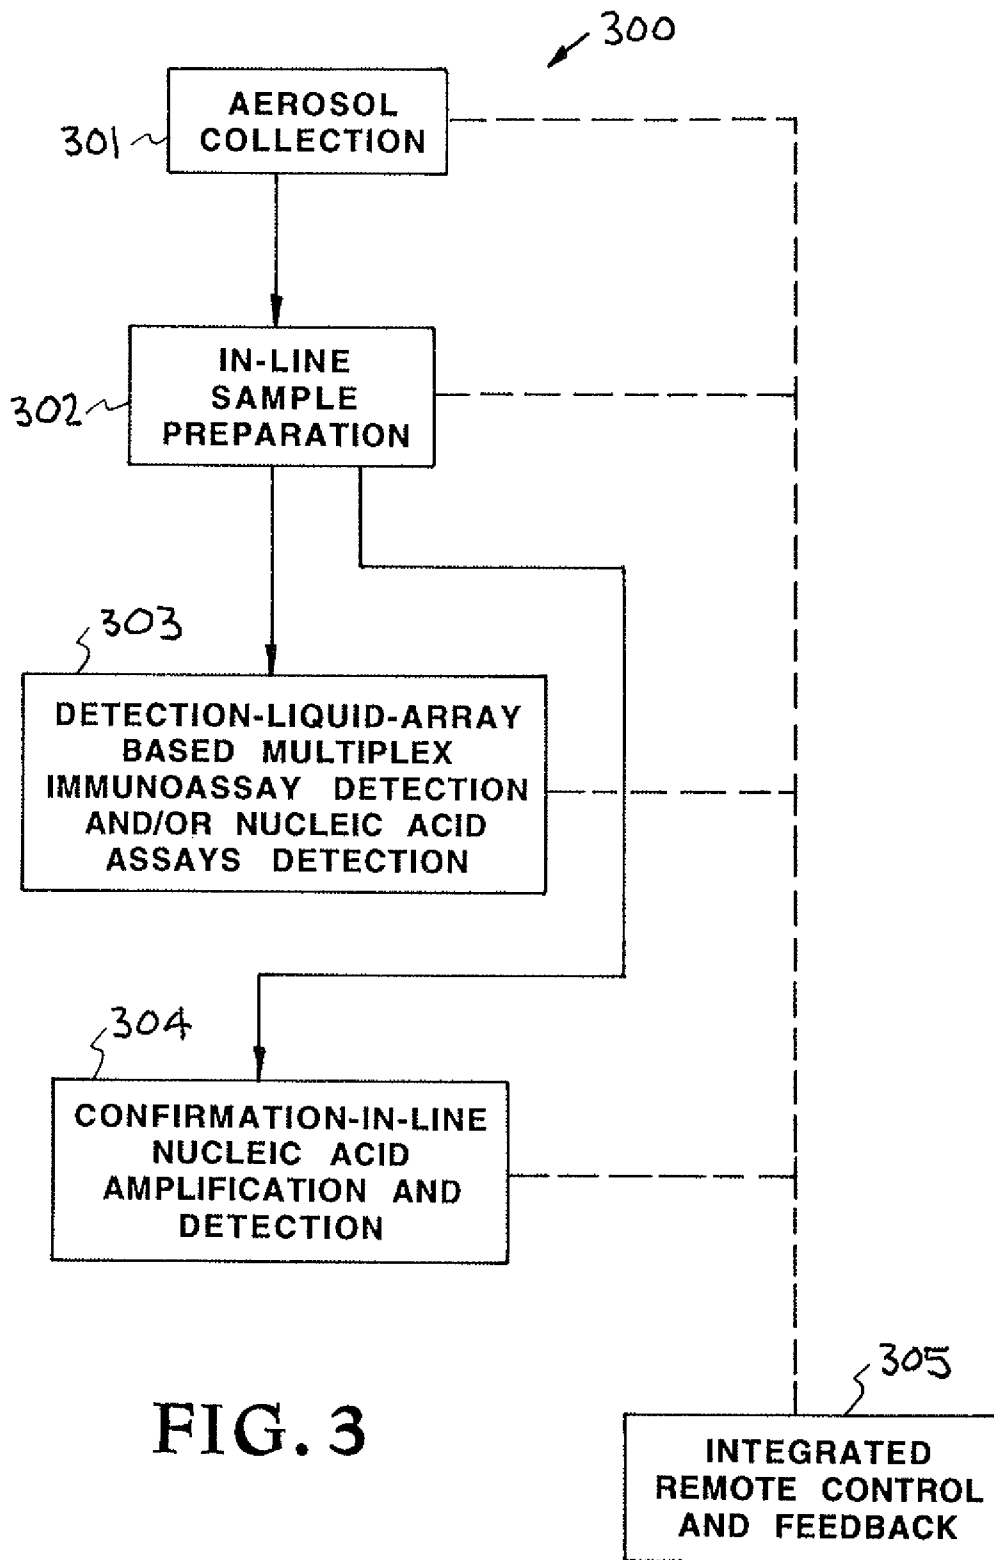 300
AEROSOL
COLLECTION
301
IN-LINE
SAMPLE
PREPARATION
302
303
DETECTION-LIQUID-ARRAY
BASED MULTIPLEX
IMMUNOASSAY DETECTION
AND/OR NUCLEIC ACID
ASSAYS DETECTION
304
CONFIRMATION-IN-LINE
NUCLEIC ACID
AMPLIFICATION AND
DETECTION
305
INTEGRATED
REMOTE CONTROL
AND FEEDBACK
FIG. 3